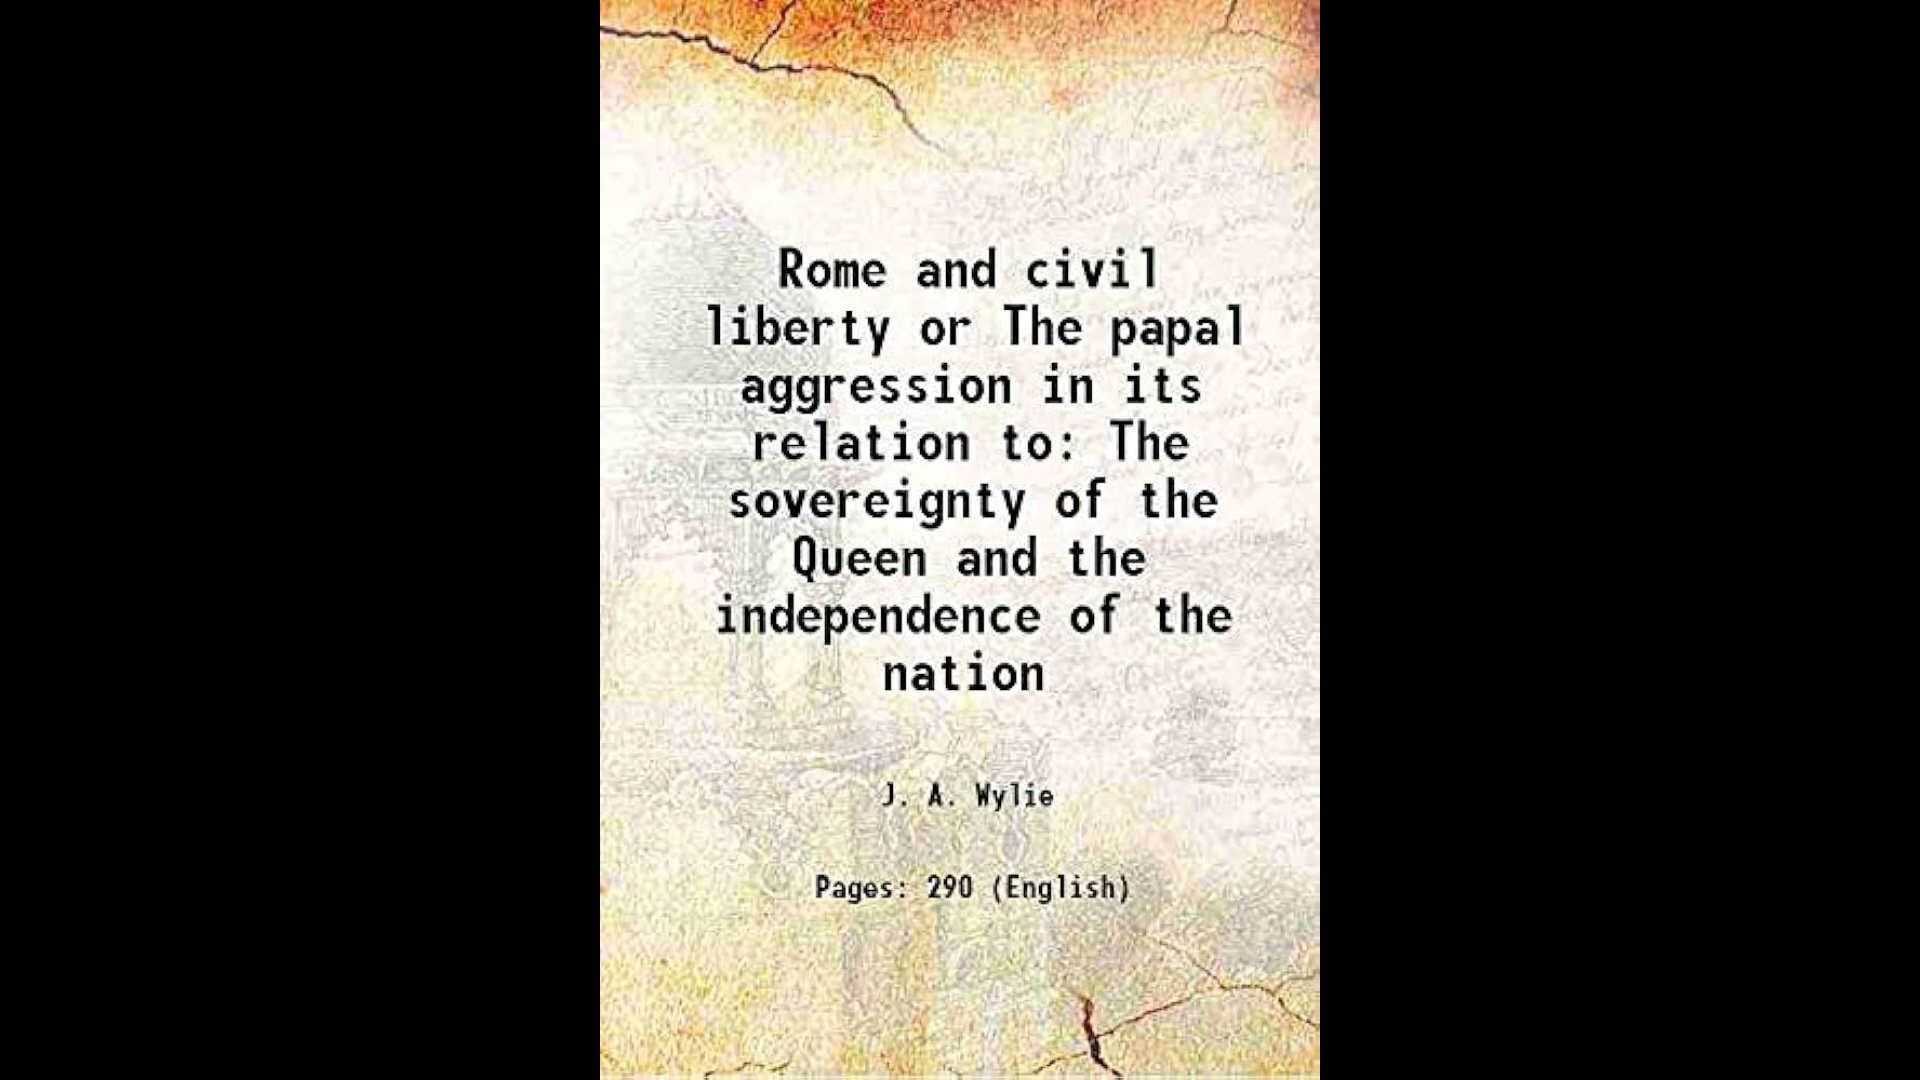 Rome and civil
liberty or The papal
aggression in its
relation to: The
sovereignty of the
Queen and the
independence of the
nation
J. A. Wylie
Pages: 290 (English)